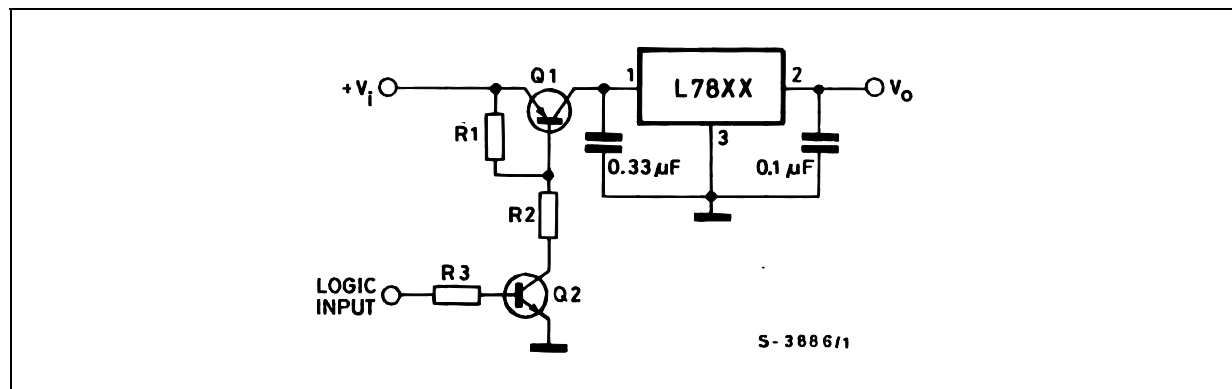 Q1
1
L78XX
2
+Vi
Vo
R1
3
0.33μF
0.1μF
R2
LOGIC
INPUT
R3
Q2
S-3886/1